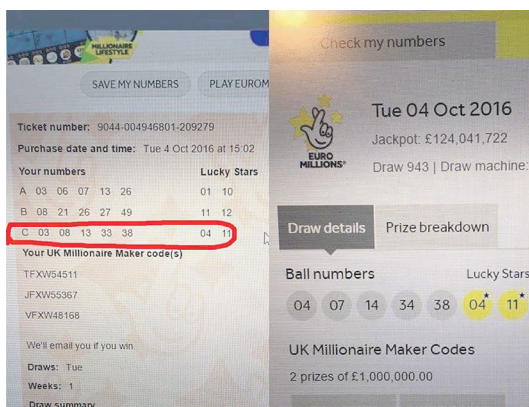 MILLIONAIRE
LIFESTYLE
SAVE MY NUMBERS
PLAY EUROM
Ticket number: 9044-004946801-209279
Purchase date and time: Tue 4 Oct 2016 at 15:02
Your numbers Lucky Stars
A 03 06 07 13 26 01 10
B 08 21 26 27 49 11 12
C 03 08 13 33 38 04 11
Your UK Millionaire Maker code(s)
TFXW54511
JFXW55367
VFXW48168
We'll email you if you win.
Draws: Tue
Weeks: 1
Draw summary
Check my numbers
EURO
MILLIONS®
Tue 04 Oct 2016
Jackpot: £124,041,722
Draw 943 | Draw machine:
Draw details
Prize breakdown
Ball numbers Lucky Stars
04 07 14 34 38 04 11
UK Millionaire Maker Codes
2 prizes of £1,000,000.00